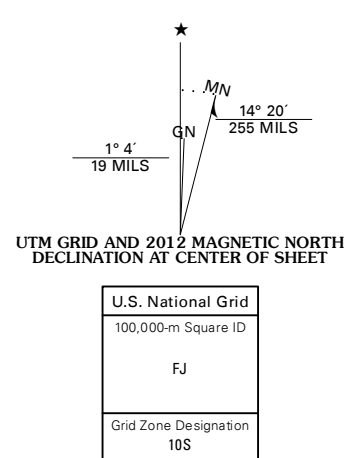 MN
14° 20´
255 MILS
GN
1° 4´
19 MILS
UTM GRID AND 2012 MAGNETIC NORTH
DECLINATION AT CENTER OF SHEET
U.S. National Grid
100,000-m Square ID
FJ
Grid Zone Designation
10S